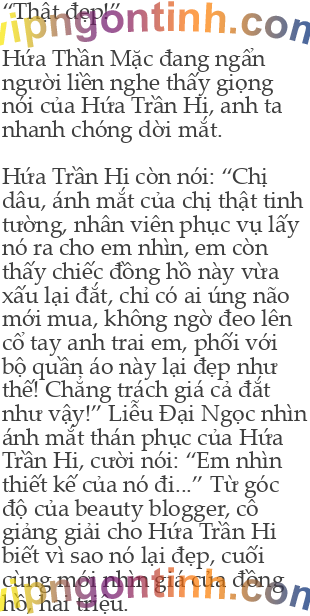 “Thật đẹp!”
vipngontinh.com
Hứa Thần Mặc đang ngẩn
người liền nghe thấy giọng
nói của Hứa Trần Hi, anh ta
nhanh chóng dời mắt.
Hứa Trần Hi còn nói: “Chị
dâu, ánh mắt của chị thật tinh
tường, nhân viên phục vụ lấy
nó ra cho em nhìn, em còn
thấy chiếc đồng hồ này vừa
xấu lại đắt, chỉ có ai úng não
mới mua, không ngờ đeo lên
cổ tay anh trai em, phối với
bộ quần áo này lại đẹp như
thế! Chẳng trách giá cả đắt
như vậy!” Liễu Đại Ngọc nhìn
ánh mắt thán phục của Hứa
Trần Hi, cười nói: “Em nhìn
thiết kế của nó đi...” Từ góc
độ của beauty blogger, cô
giảng giải cho Hứa Trần Hi
biết vì sao nó lại đẹp, cuối
cùng mới nhìn giá của đồng
vipngontinh.com
hồ, hai triệu.